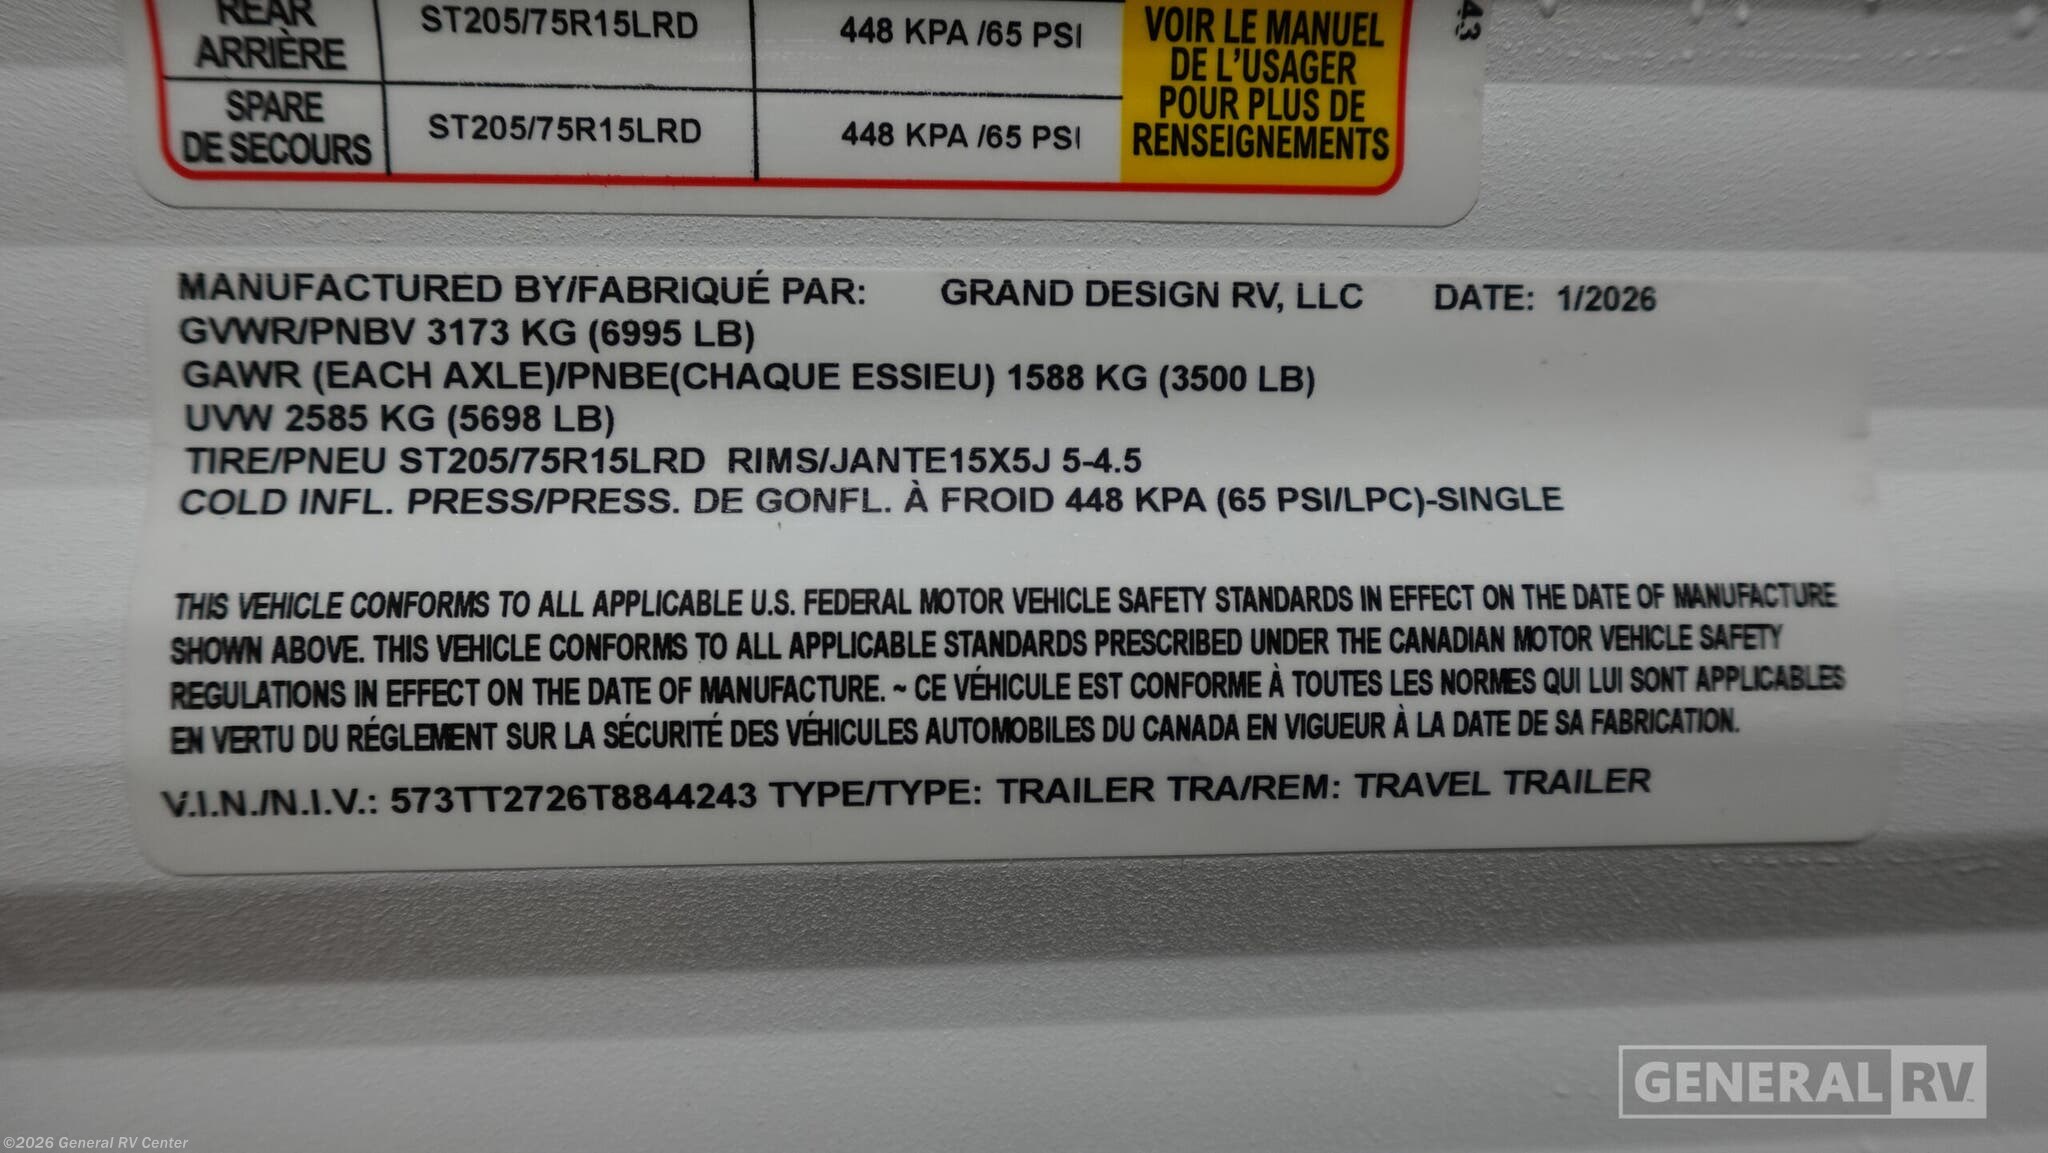 REAR
ARRIÈRE
ST205/75R15LRD
448 KPA /65 PSI
SPARE
DE SECOURS
ST205/75R15LRD
448 KPA /65 PSI
VOIR LE MANUEL
DE L'USAGER
POUR PLUS DE
RENSEIGNEMENTS
MANUFACTURED BY/FABRIQUÉ PAR: GRAND DESIGN RV, LLC DATE: 1/2026
GVWR/PNBV 3173 KG (6995 LB)
GAWR (EACH AXLE)/PNBE(CHAQUE ESSIEU) 1588 KG (3500 LB)
UVW 2585 KG (5698 LB)
TIRE/PNEU ST205/75R15LRD RIMS/JANTE15X5J 5-4.5
COLD INFL. PRESS/PRESS. DE GONFL. À FROID 448 KPA (65 PSI/LPC)-SINGLE
THIS VEHICLE CONFORMS TO ALL APPLICABLE U.S. FEDERAL MOTOR VEHICLE SAFETY STANDARDS IN EFFECT ON THE DATE OF MANUFACTURE
SHOWN ABOVE. THIS VEHICLE CONFORMS TO ALL APPLICABLE STANDARDS PRESCRIBED UNDER THE CANADIAN MOTOR VEHICLE SAFETY
REGULATIONS IN EFFECT ON THE DATE OF MANUFACTURE. ~ CE VÉHICULE EST CONFORME À TOUTES LES NORMES QUI LUI SONT APPLICABLES
EN VERTU DU RÉGLEMENT SUR LA SÉCURITÉ DES VÉHICULES AUTOMOBILES DU CANADA EN VIGUEUR À LA DATE DE SA FABRICATION.
V.I.N./N.I.V.: 573TT2726T8844243 TYPE/TYPE: TRAILER TRA/REM: TRAVEL TRAILER
GENERAL RV
©2026 General RV Center